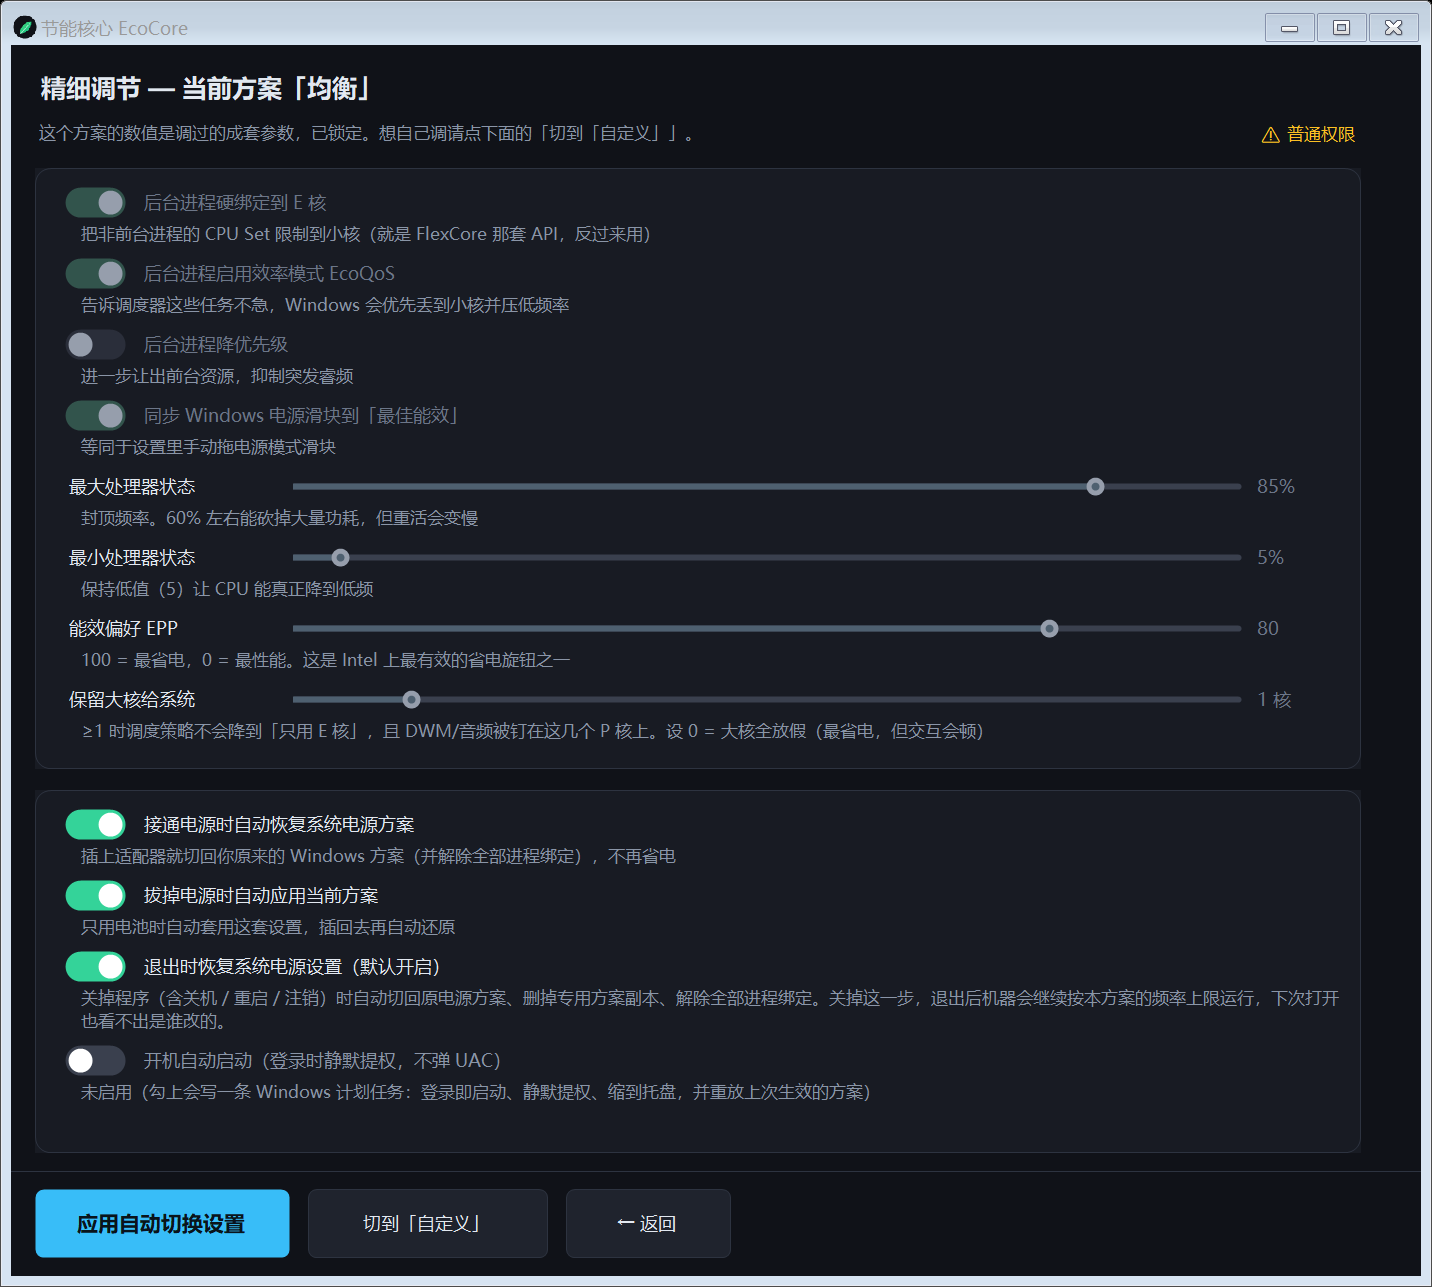 节能核心 EcoCore
精细调节 — 当前方案「均衡」
这个方案的数值是调过的成套参数，已锁定。想自己调请点下面的「切到「自定义」」。
⚠ 普通权限
后台进程硬绑定到 E 核
把非前台进程的 CPU Set 限制到小核（就是 FlexCore 那套 API，反过来用）
后台进程启用效率模式 EcoQoS
告诉调度器这些任务不急，Windows 会优先丢到小核并压低频率
后台进程降优先级
进一步让出前台资源，抑制突发睿频
同步 Windows 电源滑块到「最佳能效」
等同于设置里手动拖电源模式滑块
最大处理器状态 85%
封顶频率。60% 左右能砍掉大量功耗，但重活会变慢
最小处理器状态 5%
保持低值（5）让 CPU 能真正降到低频
能效偏好 EPP 80
100 = 最省电，0 = 最性能。这是 Intel 上最有效的省电旋钮之一
保留大核给系统 1 核
≥1 时调度策略不会降到「只用 E 核」，且 DWM/音频被钉在这几个 P 核上。设 0 = 大核全放假（最省电，但交互会顿）
接通电源时自动恢复系统电源方案
插上适配器就切回你原来的 Windows 方案（并解除全部进程绑定），不再省电
拔掉电源时自动应用当前方案
只用电池时自动套用这套设置，插回去再自动还原
退出时恢复系统电源设置（默认开启）
关掉程序（含关机 / 重启 / 注销）时自动切回原电源方案、删掉专用方案副本、解除全部进程绑定。关掉这一步，退出后机器会继续按本方案的频率上限运行，下次打开
也看不出是谁改的。
开机自动启动（登录时静默提权，不弹 UAC）
未启用（勾上会写一条 Windows 计划任务：登录即启动、静默提权、缩到托盘，并重放上次生效的方案）
应用自动切换设置
切到「自定义」
← 返回